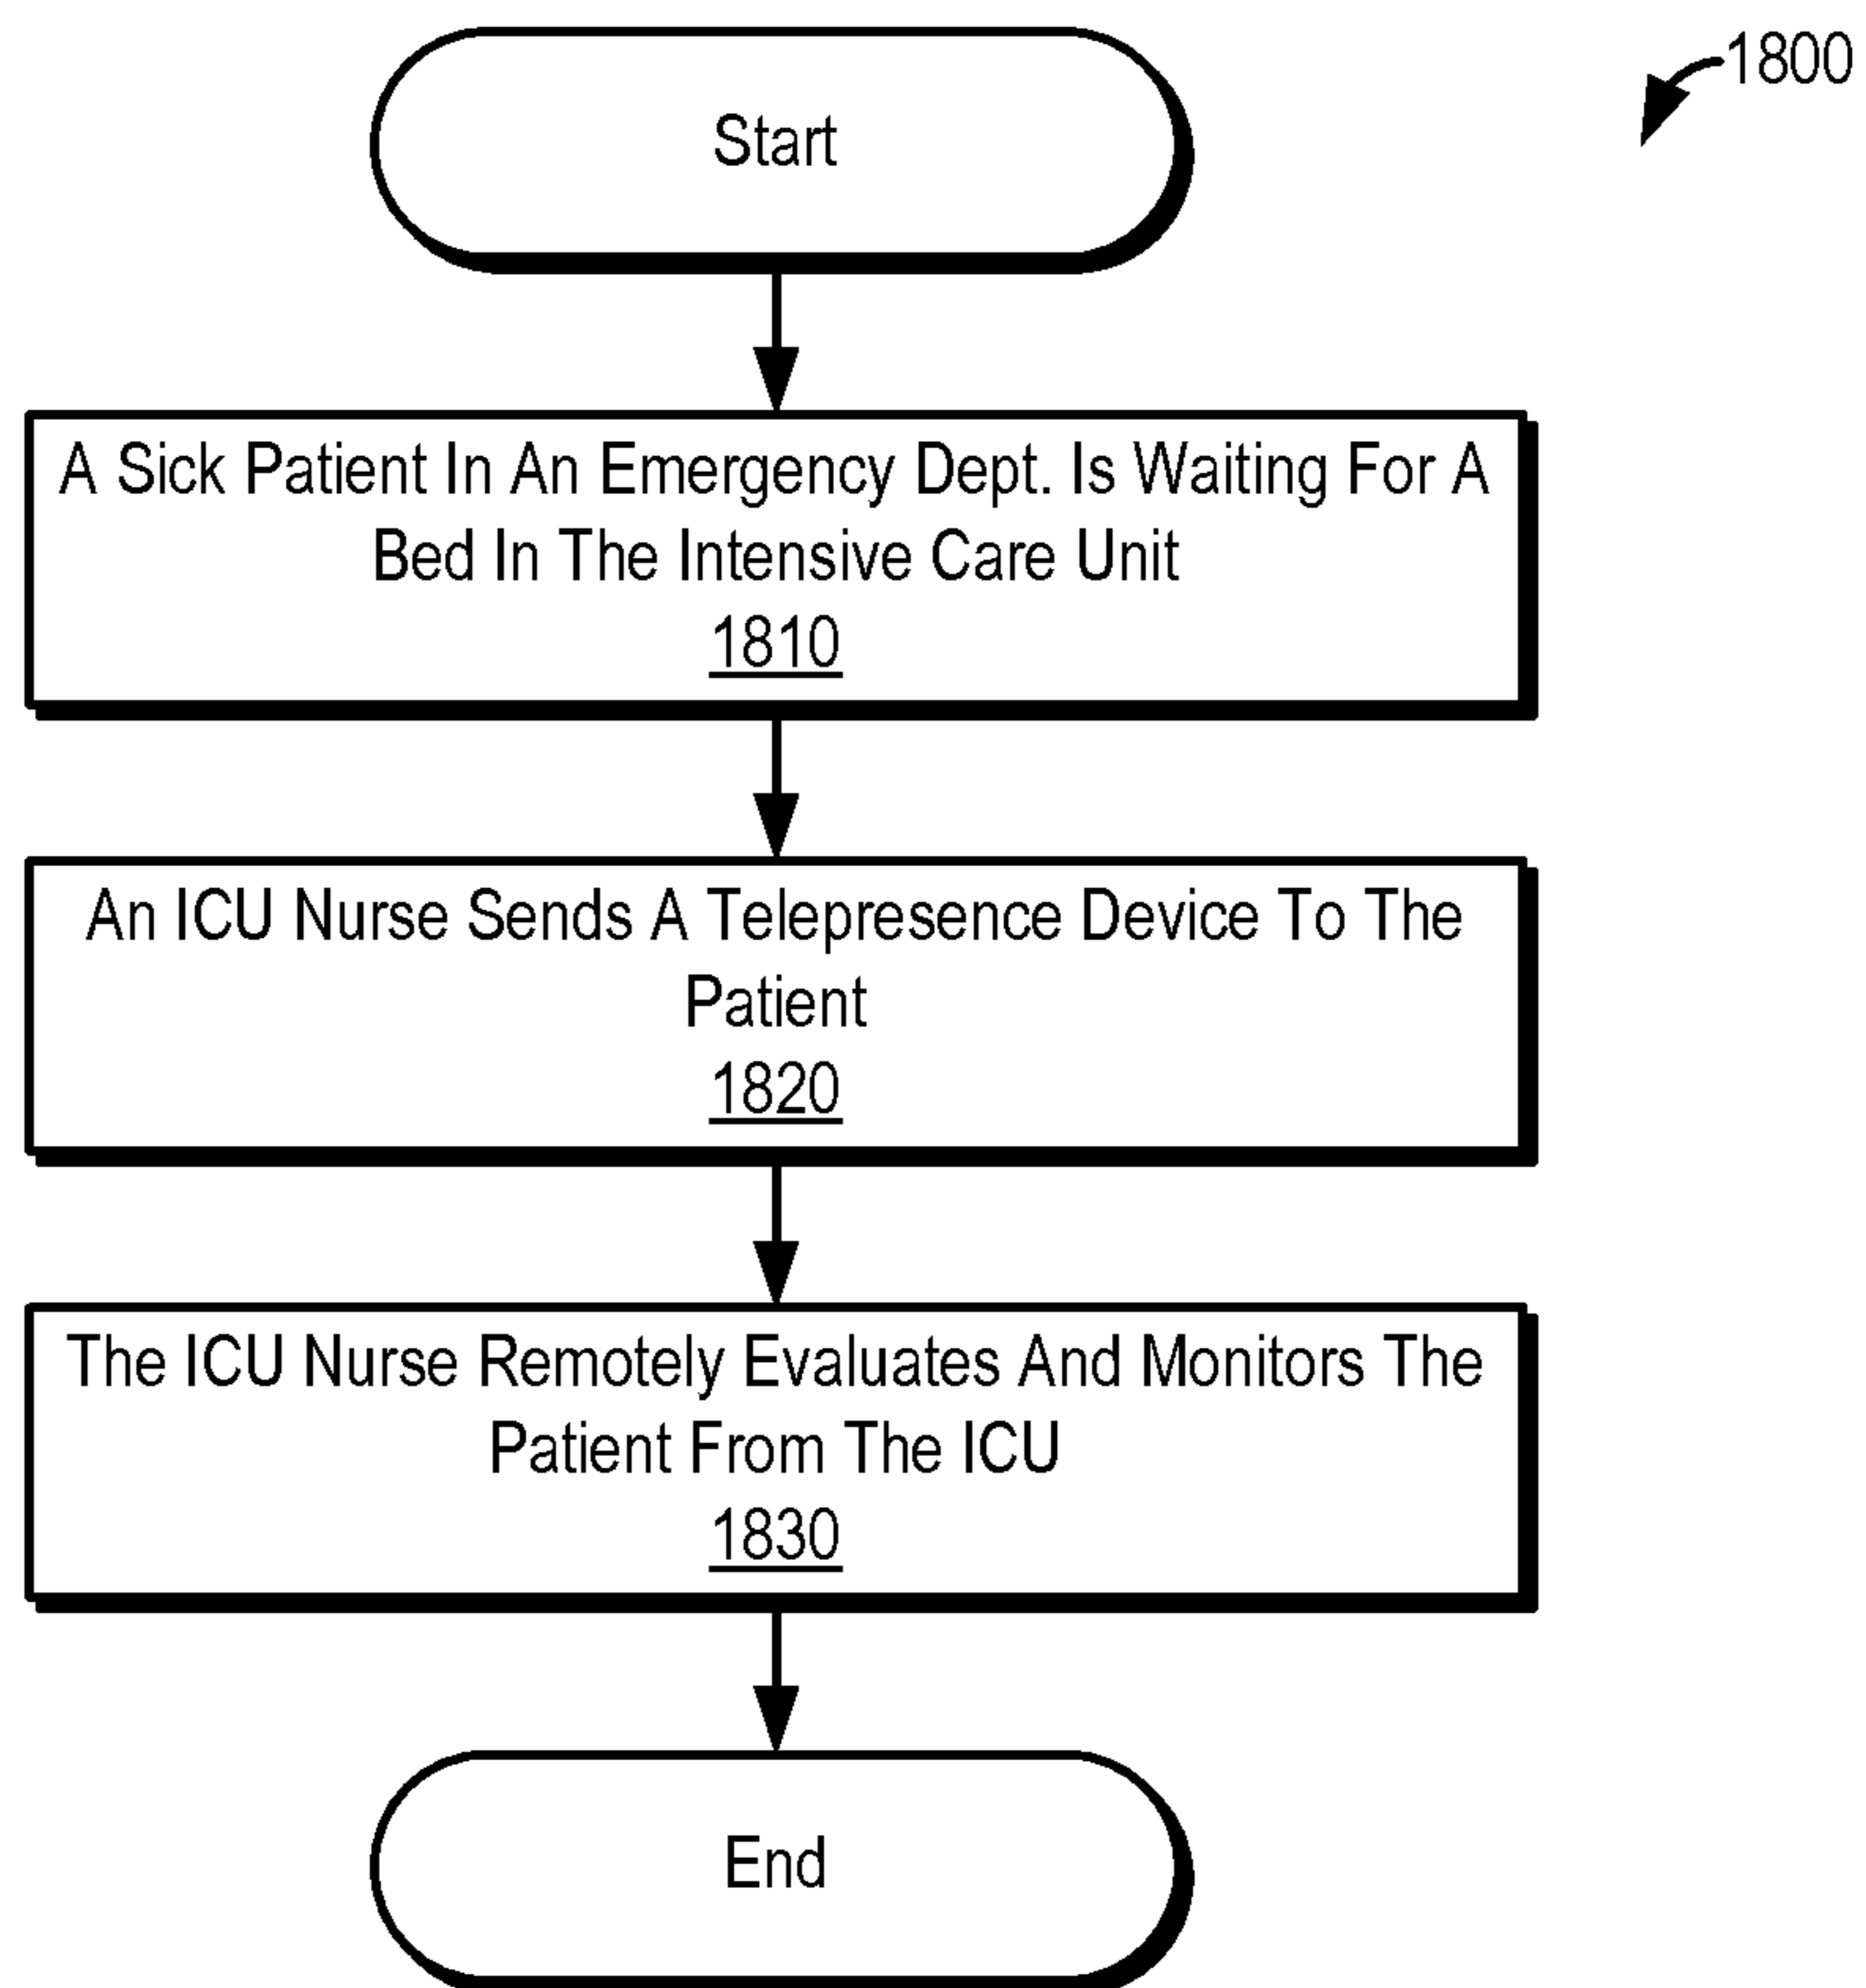 Start
1800
A Sick Patient In An Emergency Dept. Is Waiting For A
Bed In The Intensive Care Unit
1810
An ICU Nurse Sends A Telepresence Device To The
Patient
1820
The ICU Nurse Remotely Evaluates And Monitors The
Patient From The ICU
1830
End